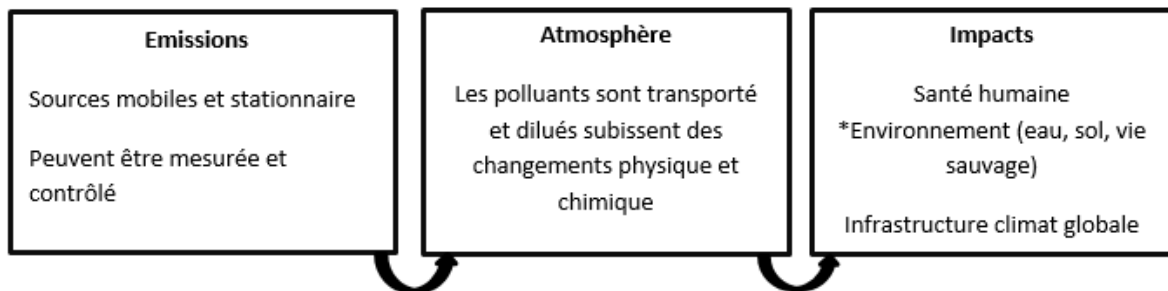 Emissions
Sources mobiles et stationnaire
Peuvent être mesurée et
contrôlé
Atmosphère
Les polluants sont transporté
et dilués subissent des
changements physique et
chimique
Impacts
Santé humaine
*Environnement (eau, sol, vie
sauvage)
Infrastructure climat globale